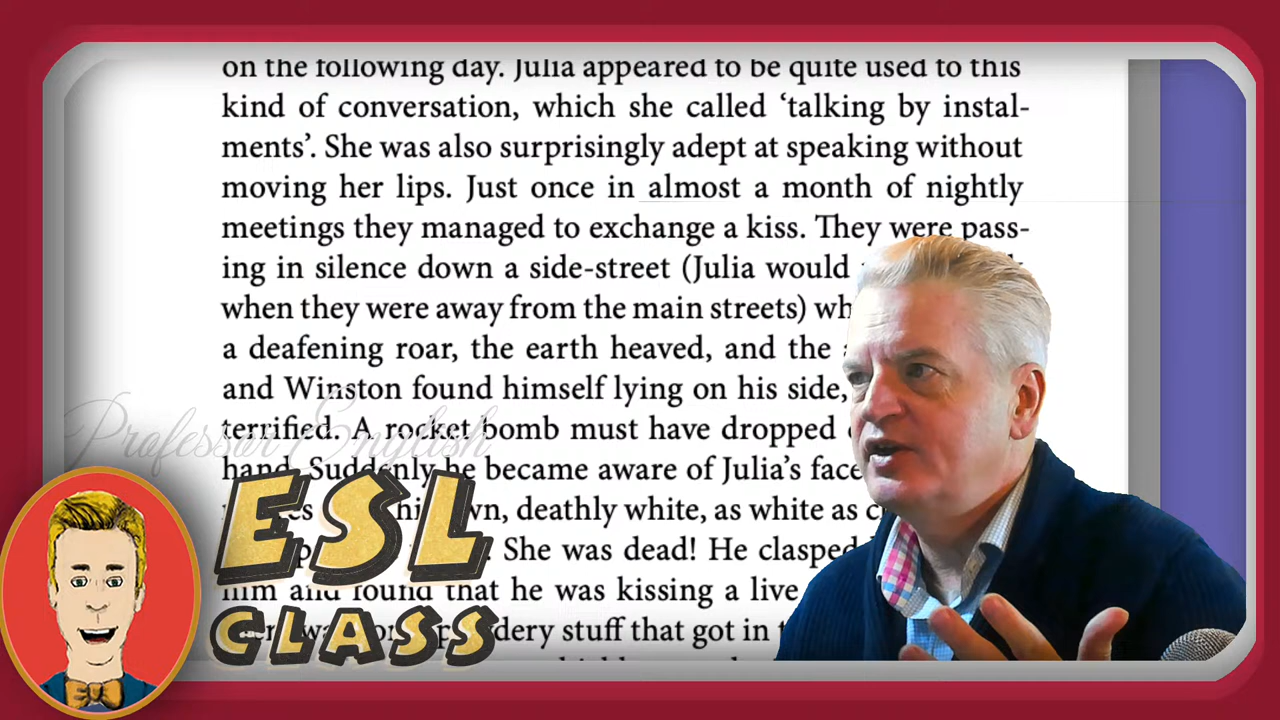 on the following day. Julia appeared to be quite used to this
kind of conversation, which she called ‘talking by instal-
ments’. She was also surprisingly adept at speaking without
moving her lips. Just once in almost a month of nightly
meetings they managed to exchange a kiss. They were pass-
ing in silence down a side-street (Julia would
when they were away from the main streets)
a deafening roar, the earth heaved, and the
and Winston found himself lying on his side,
terrified. A rocket bomb must have dropped
hand. Suddenly he became aware of Julia’s face
deathly white, as white as
She was dead! He clasped
him and found that he was kissing a live
stuff that got in
Professor English
ESL
CLASS